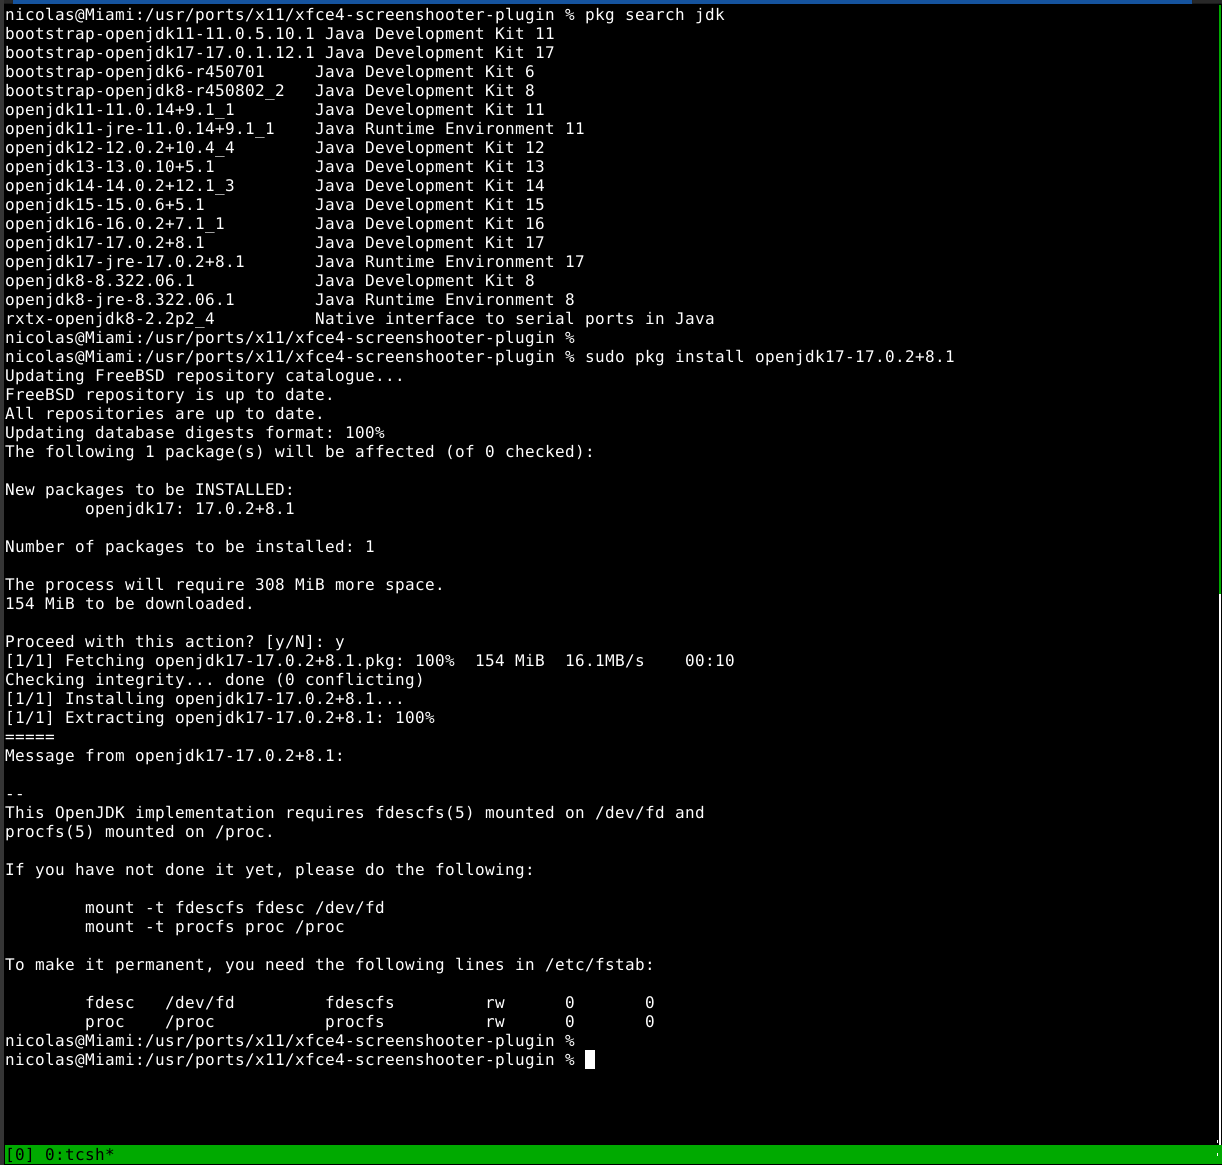 nicolas@Miami:/usr/ports/x11/xfce4-screenshooter-plugin % pkg search jdk
bootstrap-openjdk11-11.0.5.10.1 Java Development Kit 11
bootstrap-openjdk17-17.0.1.12.1 Java Development Kit 17
bootstrap-openjdk6-r450701     Java Development Kit 6
bootstrap-openjdk8-r450802_2   Java Development Kit 8
openjdk11-11.0.14+9.1_1        Java Development Kit 11
openjdk11-jre-11.0.14+9.1_1    Java Runtime Environment 11
openjdk12-12.0.2+10.4_4        Java Development Kit 12
openjdk13-13.0.10+5.1          Java Development Kit 13
openjdk14-14.0.2+12.1_3        Java Development Kit 14
openjdk15-15.0.6+5.1           Java Development Kit 15
openjdk16-16.0.2+7.1_1         Java Development Kit 16
openjdk17-17.0.2+8.1           Java Development Kit 17
openjdk17-jre-17.0.2+8.1       Java Runtime Environment 17
openjdk8-8.322.06.1            Java Development Kit 8
openjdk8-jre-8.322.06.1        Java Runtime Environment 8
rxtx-openjdk8-2.2p2_4          Native interface to serial ports in Java
nicolas@Miami:/usr/ports/x11/xfce4-screenshooter-plugin %
nicolas@Miami:/usr/ports/x11/xfce4-screenshooter-plugin % sudo pkg install openjdk17-17.0.2+8.1
Updating FreeBSD repository catalogue...
FreeBSD repository is up to date.
All repositories are up to date.
Updating database digests format: 100%
The following 1 package(s) will be affected (of 0 checked):

New packages to be INSTALLED:
        openjdk17: 17.0.2+8.1

Number of packages to be installed: 1

The process will require 308 MiB more space.
154 MiB to be downloaded.

Proceed with this action? [y/N]: y
[1/1] Fetching openjdk17-17.0.2+8.1.pkg: 100%  154 MiB  16.1MB/s    00:10
Checking integrity... done (0 conflicting)
[1/1] Installing openjdk17-17.0.2+8.1...
[1/1] Extracting openjdk17-17.0.2+8.1: 100%
=====
Message from openjdk17-17.0.2+8.1:

--
This OpenJDK implementation requires fdescfs(5) mounted on /dev/fd and
procfs(5) mounted on /proc.

If you have not done it yet, please do the following:

        mount -t fdescfs fdesc /dev/fd
        mount -t procfs proc /proc

To make it permanent, you need the following lines in /etc/fstab:

        fdesc   /dev/fd         fdescfs         rw      0       0
        proc    /proc           procfs          rw      0       0
nicolas@Miami:/usr/ports/x11/xfce4-screenshooter-plugin %
nicolas@Miami:/usr/ports/x11/xfce4-screenshooter-plugin %
[0] 0:tcsh*